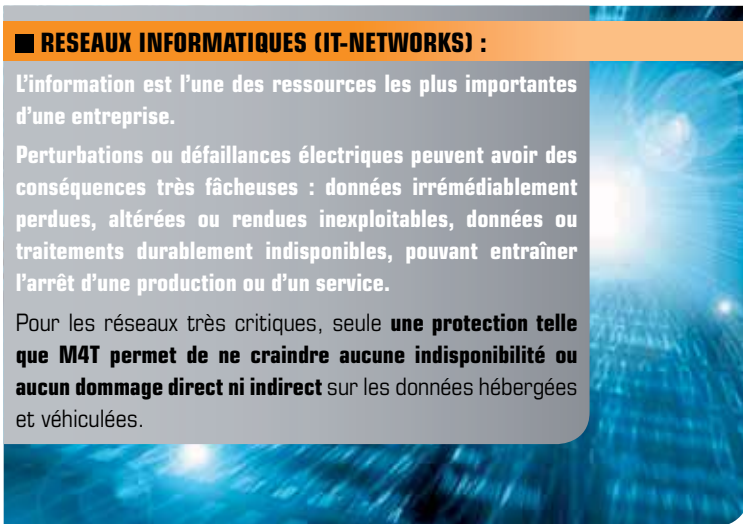 ■ RESEAUX INFORMATIQUES (IT-NETWORKS) :
L'information est l'une des ressources les plus importantes
d'une entreprise.
Perturbations ou défaillances électriques peuvent avoir des
conséquences très fâcheuses : données irrémédiablement
perdues, altérées ou rendues inexploitables, données ou
traitements durablement indisponibles, pouvant entraîner
l'arrêt d'une production ou d'un service.
Pour les réseaux très critiques, seule une protection telle
que M4T permet de ne craindre aucune indisponibilité ou
aucun dommage direct ni indirect sur les données hébergées
et véhiculées.